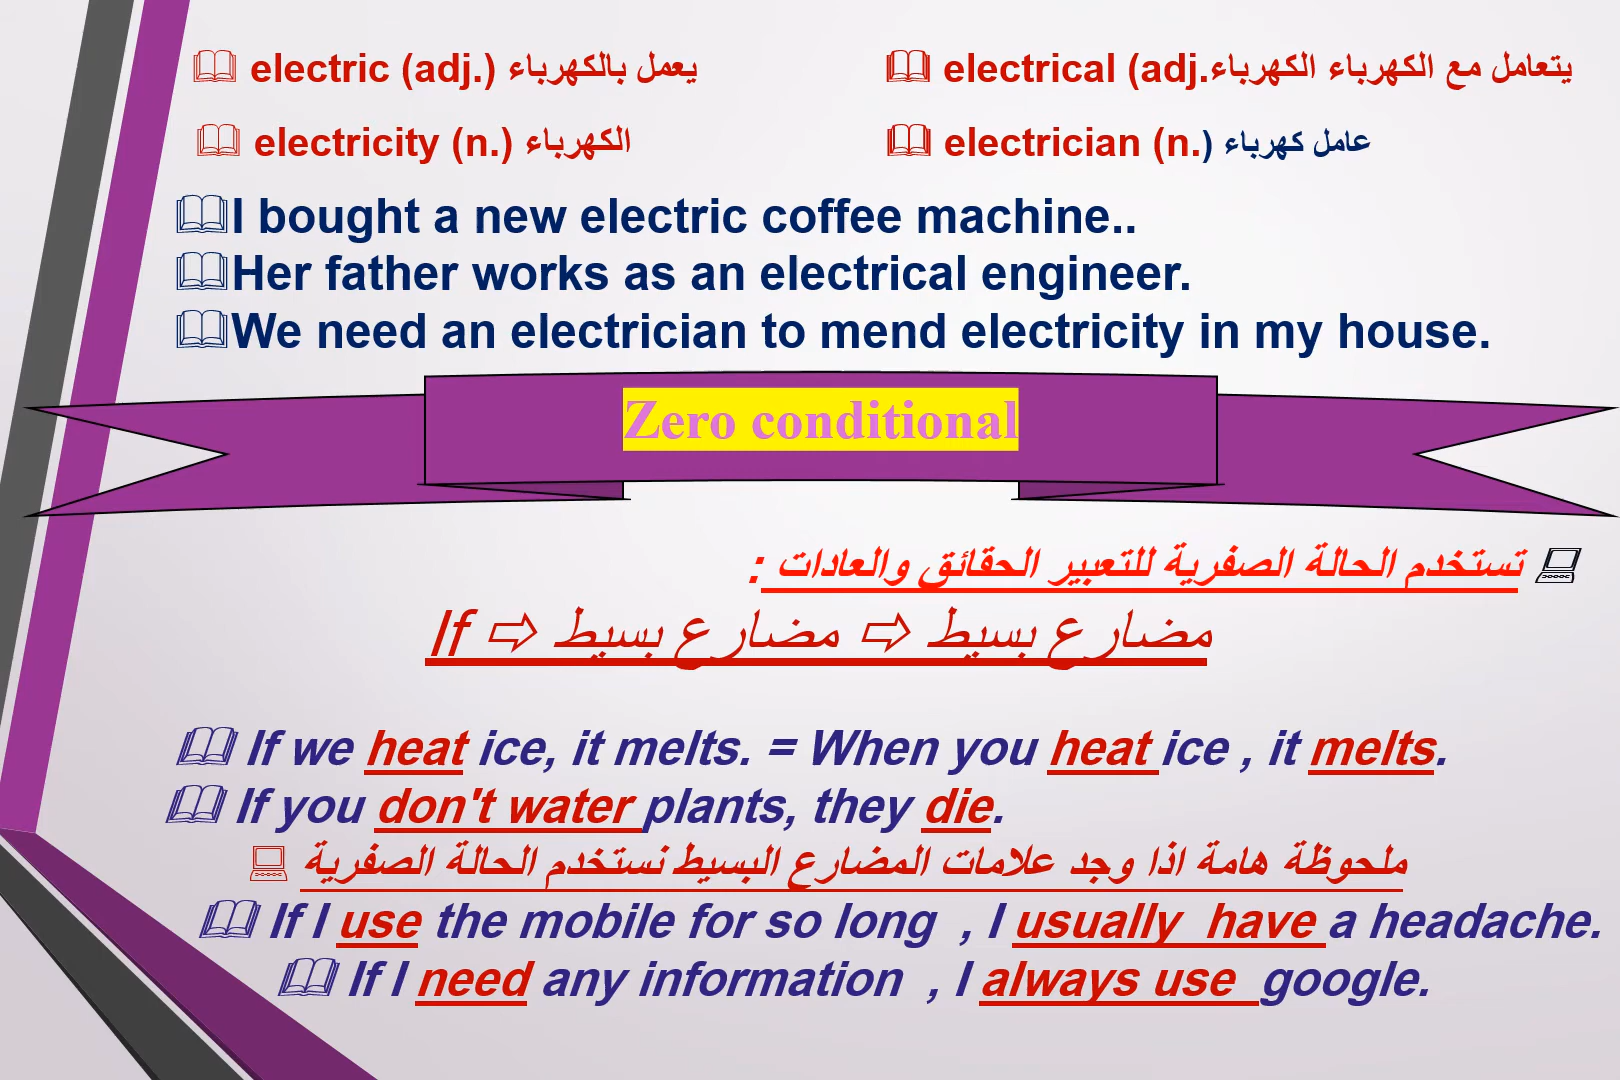 electric (adj.) يعمل بالكهرباء
electrical (adj.يتعامل مع الكهرباء الكهرباء
electricity (n.) الكهرباء
electrician (n.) عامل كهرباء
I bought a new electric coffee machine..
Her father works as an electrical engineer.
We need an electrician to mend electricity in my house.
Zero conditional
تستخدم الحالة الصفرية للتعبير الحقائق والعادات :
If ⇨ مضارع بسيط ⇨ مضارع بسيط
If we heat ice, it melts. = When you heat ice , it melts.
If you don't water plants, they die.
ملحوظة هامة اذا وجد علامات المضارع البسيط نستخدم الحالة الصفرية
If I use the mobile for so long , I usually have a headache.
If I need any information , I always use google.